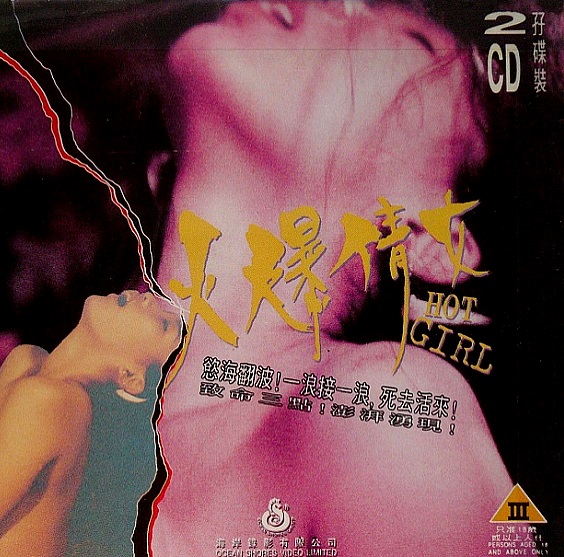 2
CD
孖碟裝
火爆倩女
HOT
GIRL
慾海翻波!一浪接一浪,死去活來!
致命三點!澎湃湧現!
III
只准18歲
或以上人仕
PERSONS AGED 18
AND ABOVE ONLY
海岸錄影有限公司
OCEAN SHORES VIDEO LIMITED